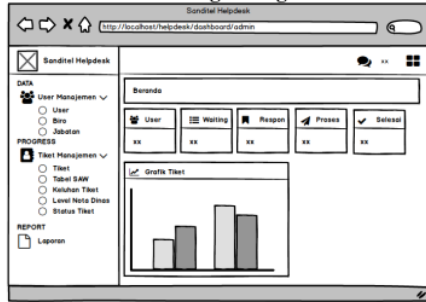 Sanditel Helpdesk
http://localhost/helpdesk/dashboard/admin
Sanditel Helpdesk
xx
DATA
User Manajemen
User
Biro
Jabatan
PROGRESS
Tiket Manajemen
Tiket
Tabel SAW
Keluhan Tiket
Level Nota Dinas
Status Tiket
REPORT
Laporan
Beranda
User
xx
Waiting
xx
Respon
xx
Proses
xx
Selesai
xx
Grafik Tiket